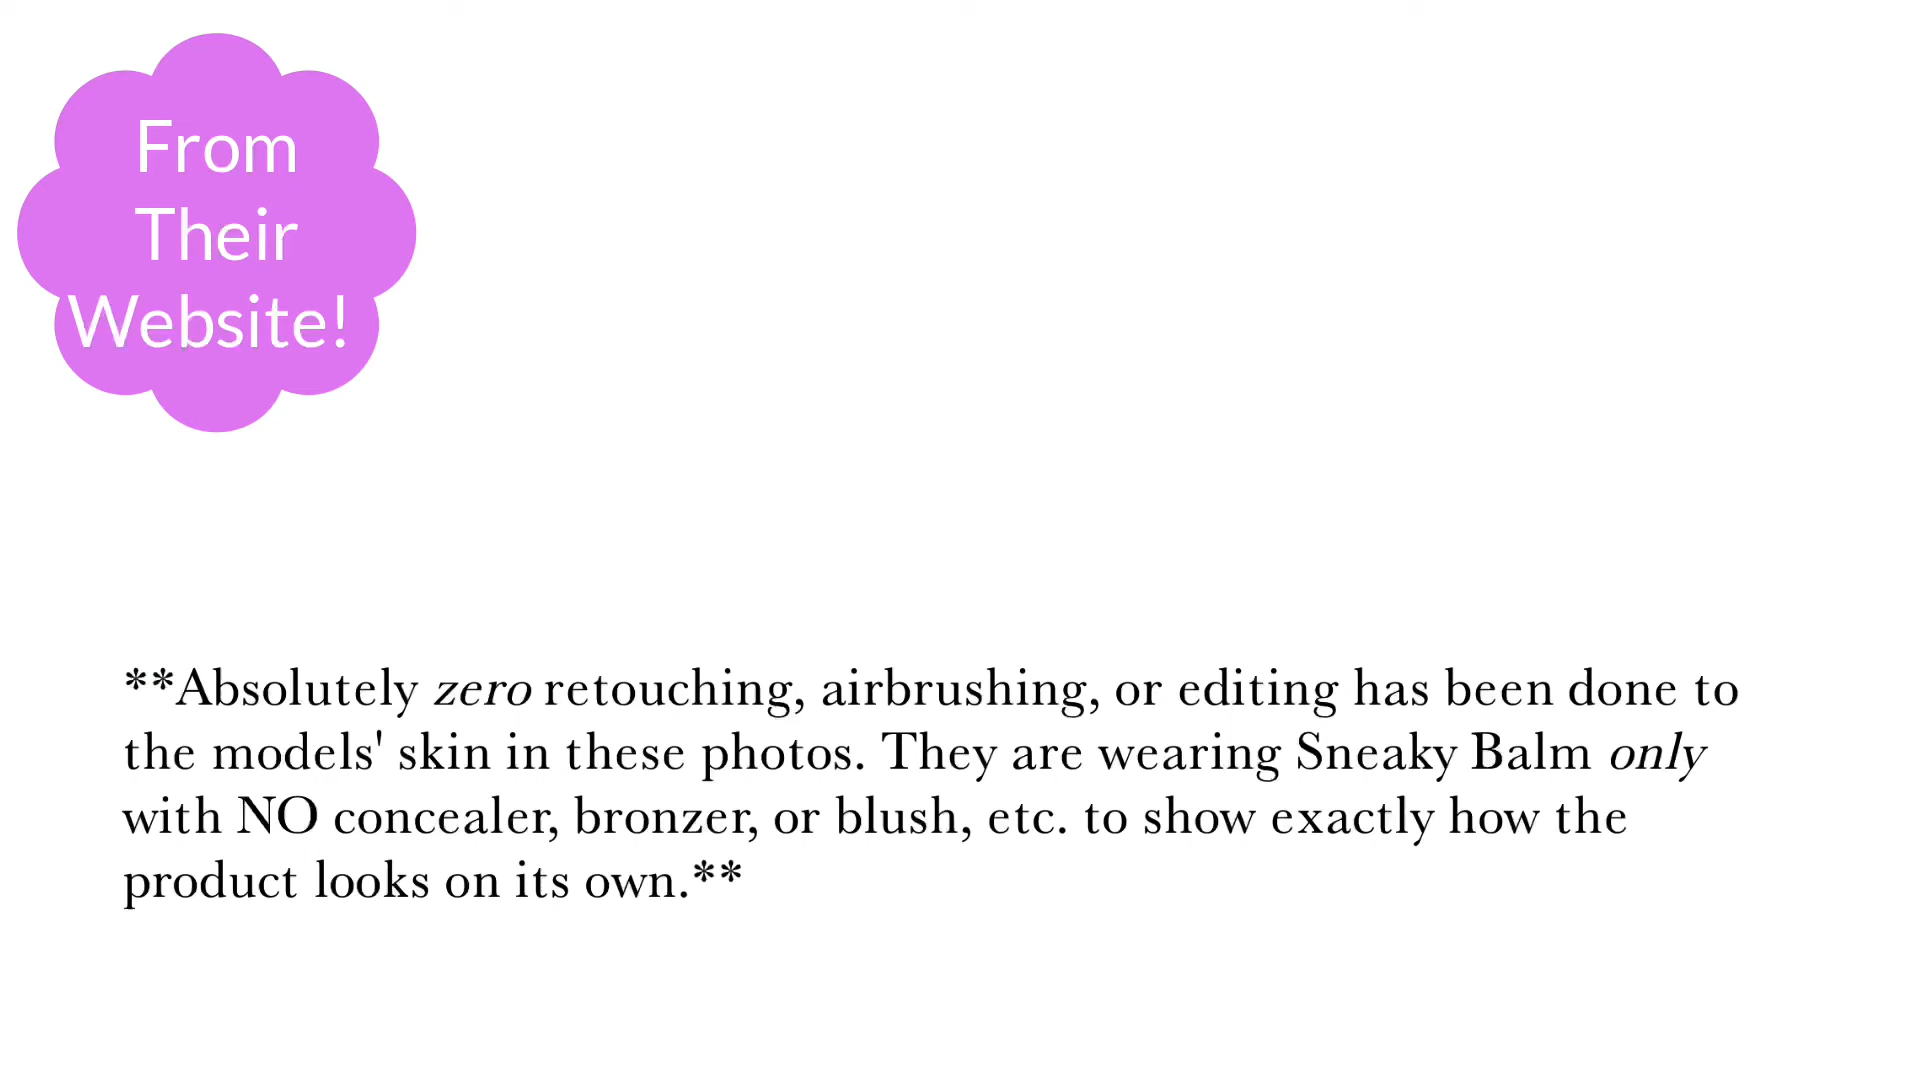 From
Their
Website!
**Absolutely zero retouching, airbrushing, or editing has been done to
the models' skin in these photos. They are wearing Sneaky Balm only
with NO concealer, bronzer, or blush, etc. to show exactly how the
product looks on its own.**